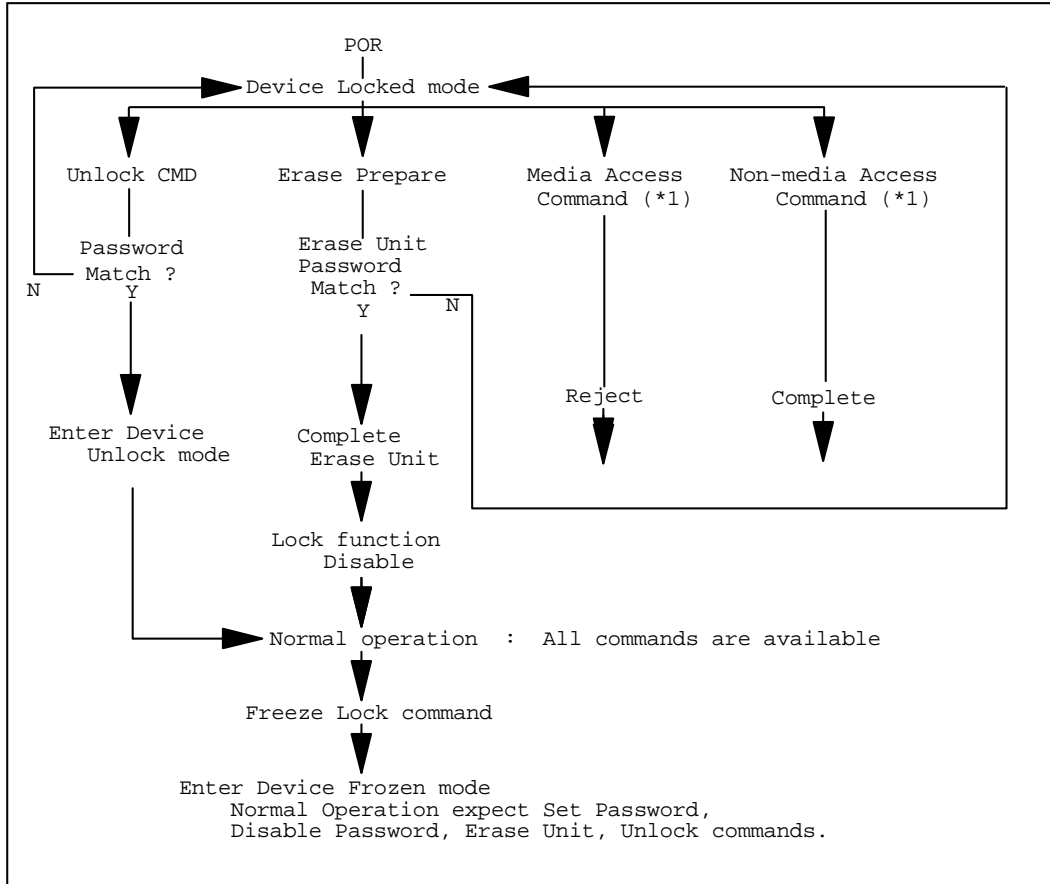 POR
Device Locked mode
Unlock CMD
Erase Prepare
Media Access
Command (*1)
Non-media Access
Command (*1)
Password
Match ?
N
Y
Erase Unit
Password
Match ?
N
Y
Reject
Complete
Enter Device
Unlock mode
Complete
Erase Unit
Lock function
Disable
Normal operation : All commands are available
Freeze Lock command
Enter Device Frozen mode
Normal Operation expect Set Password,
Disable Password, Erase Unit, Unlock commands.